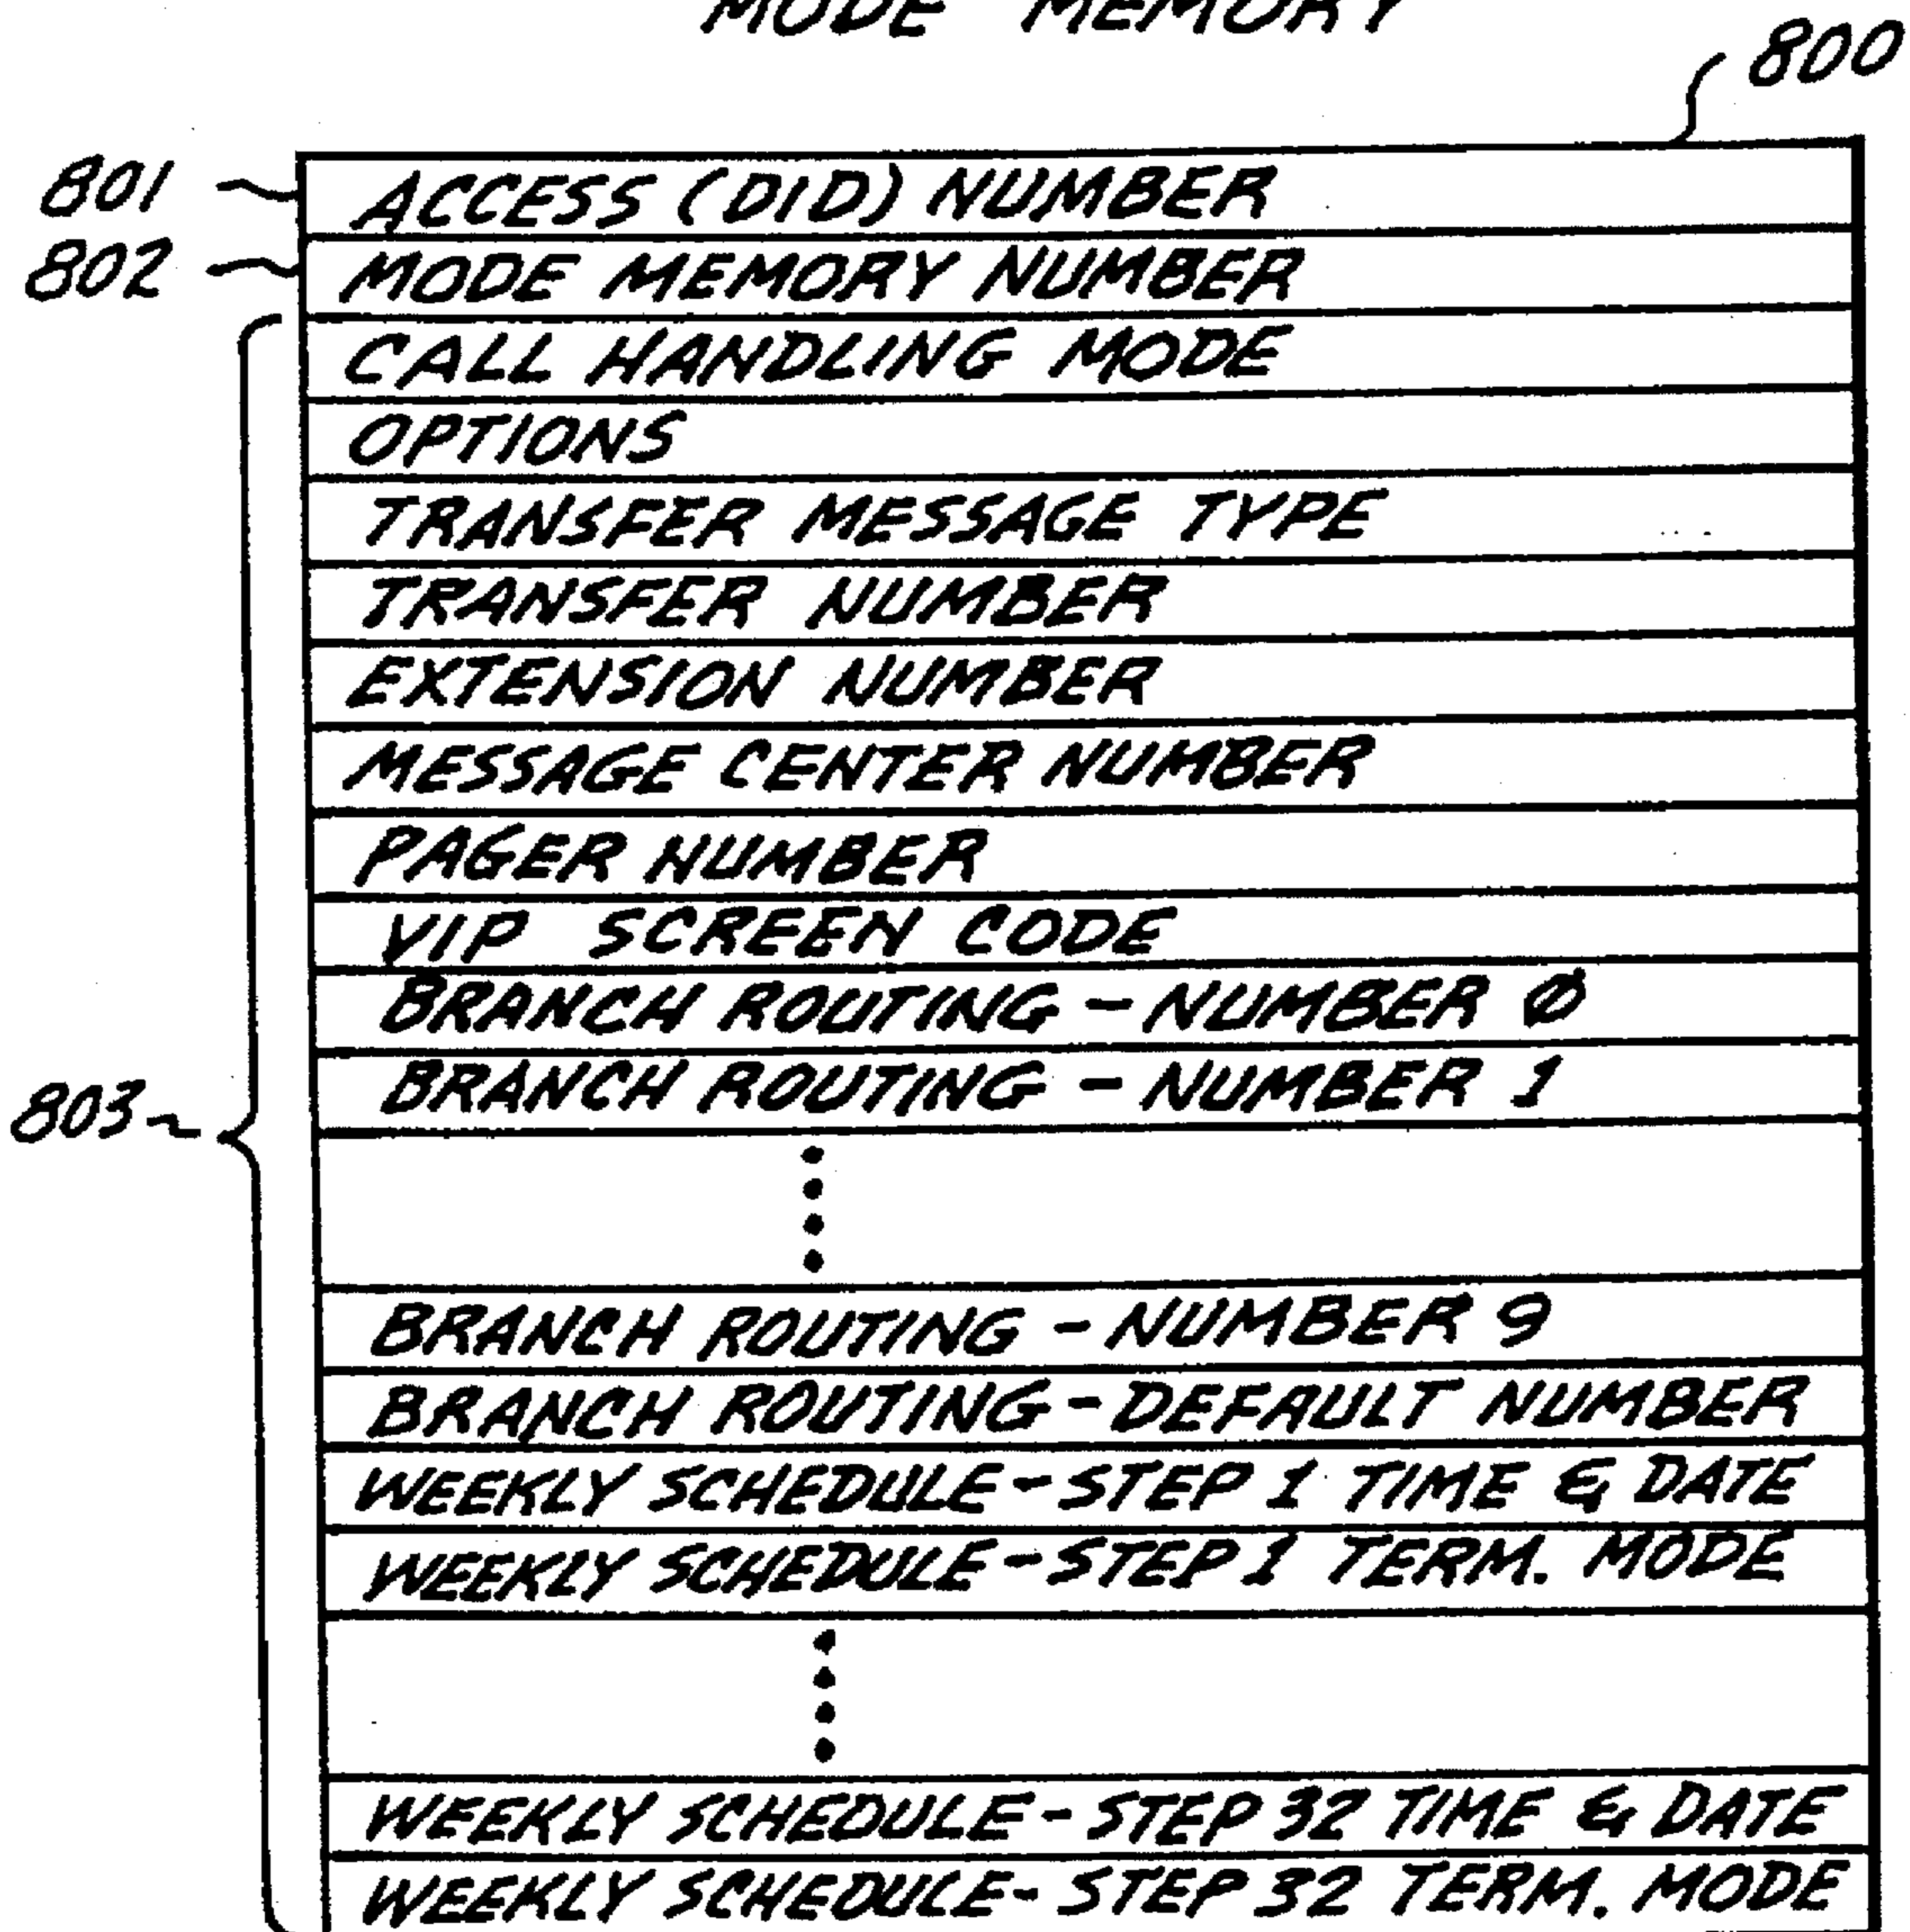 MODE MEMORY
800
801 ACCESS (DID) NUMBER
802 MODE MEMORY NUMBER
CALL HANDLING MODE
OPTIONS
TRANSFER MESSAGE TYPE
TRANSFER NUMBER
EXTENSION NUMBER
MESSAGE CENTER NUMBER
PAGER NUMBER
VIP SCREEN CODE
BRANCH ROUTING - NUMBER Ø
803 BRANCH ROUTING - NUMBER 1
BRANCH ROUTING - NUMBER 9
BRANCH ROUTING - DEFAULT NUMBER
WEEKLY SCHEDULE - STEP 1 TIME & DATE
WEEKLY SCHEDULE - STEP 1 TERM. MODE
WEEKLY SCHEDULE - STEP 32 TIME & DATE
WEEKLY SCHEDULE - STEP 32 TERM. MODE